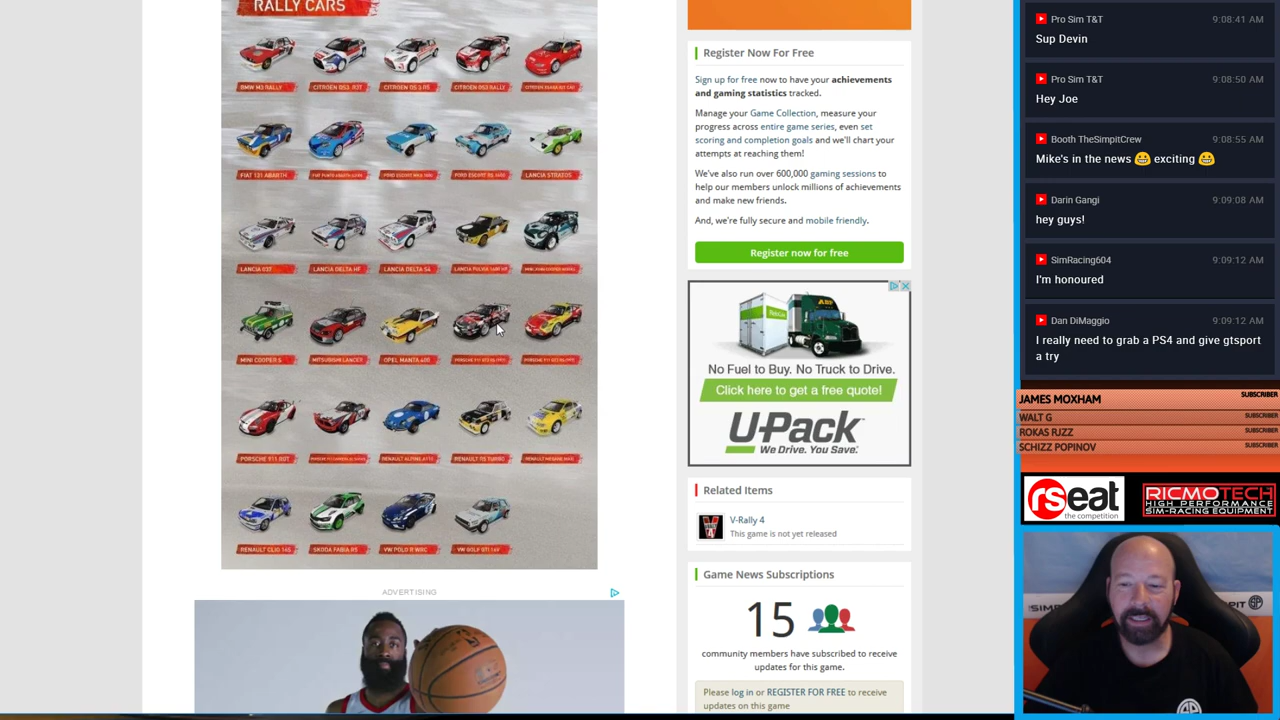 RALLY CARS
BMW M3 RALLY
CITROEN DS3 R5
CITROEN DS3 RALLY
FIAT 131 ABARTH
LANCIA STRATOS
LANCIA 037
LANCIA DELTA HF
LANCIA DELTA S4
MINI COOPER S
MITSUBISHI LANCER
OPEL MANTA 400
PORSCHE 911 RGT
RENAULT ALPINE A110
RENAULT R5 TURBO
RENAULT MEGANE MAXI
RENAULT CLIO 16S
SKODA FABIA R5
VW POLO R WRC
VW GOLF GTI 16V
ADVERTISING
Register Now For Free
Sign up for free now to have your achievements
and gaming statistics tracked.
Manage your Game Collection, measure your
progress across entire game series, even set
scoring and completion goals and we'll chart your
attempts at reaching them!
We've also run over 600,000 gaming sessions to
help our members unlock millions of achievements
and make new friends.
And, we're fully secure and mobile friendly.
Register now for free
No Fuel to Buy. No Truck to Drive.
Click here to get a free quote!
U-Pack
We Drive. You Save.
Related Items
V-Rally 4
This game is not yet released
Game News Subscriptions
15
community members have subscribed to receive
updates for this game.
Please log in or REGISTER FOR FREE to receive
updates on this game
Pro Sim T&T 9:08:41 AM
Sup Devin
Pro Sim T&T 9:08:50 AM
Hey Joe
Booth TheSimpitCrew 9:08:55 AM
Mike's in the news 😁 exciting 😁
Darin Gangi 9:09:08 AM
hey guys!
SimRacing604 9:09:12 AM
I'm honoured
Dan DiMaggio 9:09:12 AM
I really need to grab a PS4 and give gtsport
a try
JAMES MOXHAM SUBSCRIBER
WALT G SUBSCRIBER
ROKAS RJZZ SUBSCRIBER
SCHIZZ POPINOV SUBSCRIBER
rseat
the competition
RICMOTECH
HIGH PERFORMANCE
SIM-RACING EQUIPMENT